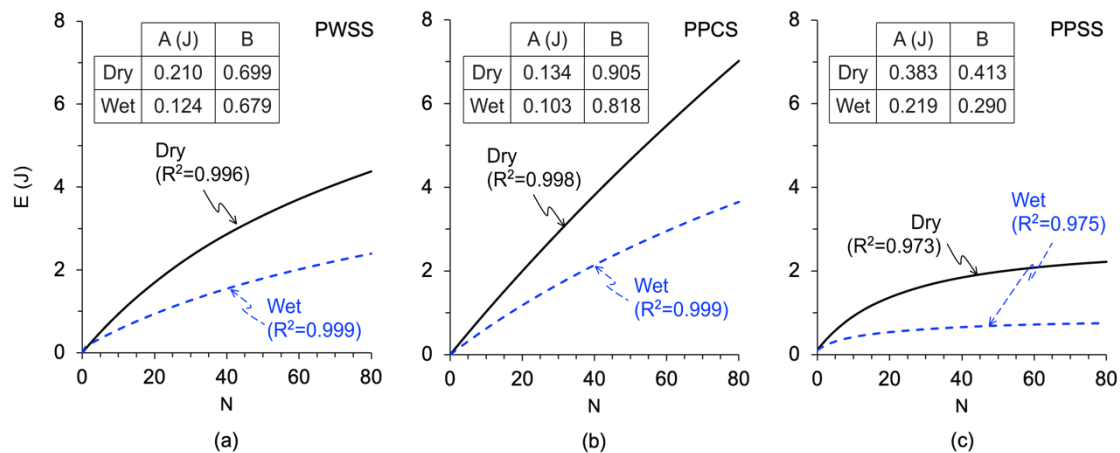 PWSS
A (J) B
Dry 0.210 0.699
Wet 0.124 0.679
Dry
(R²=0.996)
Wet
(R²=0.999)
E (J)
8
6
4
2
0
0 20 40 60 80
N
(a)
PPCS
A (J) B
Dry 0.134 0.905
Wet 0.103 0.818
Dry
(R²=0.998)
Wet
(R²=0.999)
8
6
4
2
0
0 20 40 60 80
N
(b)
PPSS
A (J) B
Dry 0.383 0.413
Wet 0.219 0.290
Wet
(R²=0.975)
Dry
(R²=0.973)
8
6
4
2
0
0 20 40 60 80
N
(c)